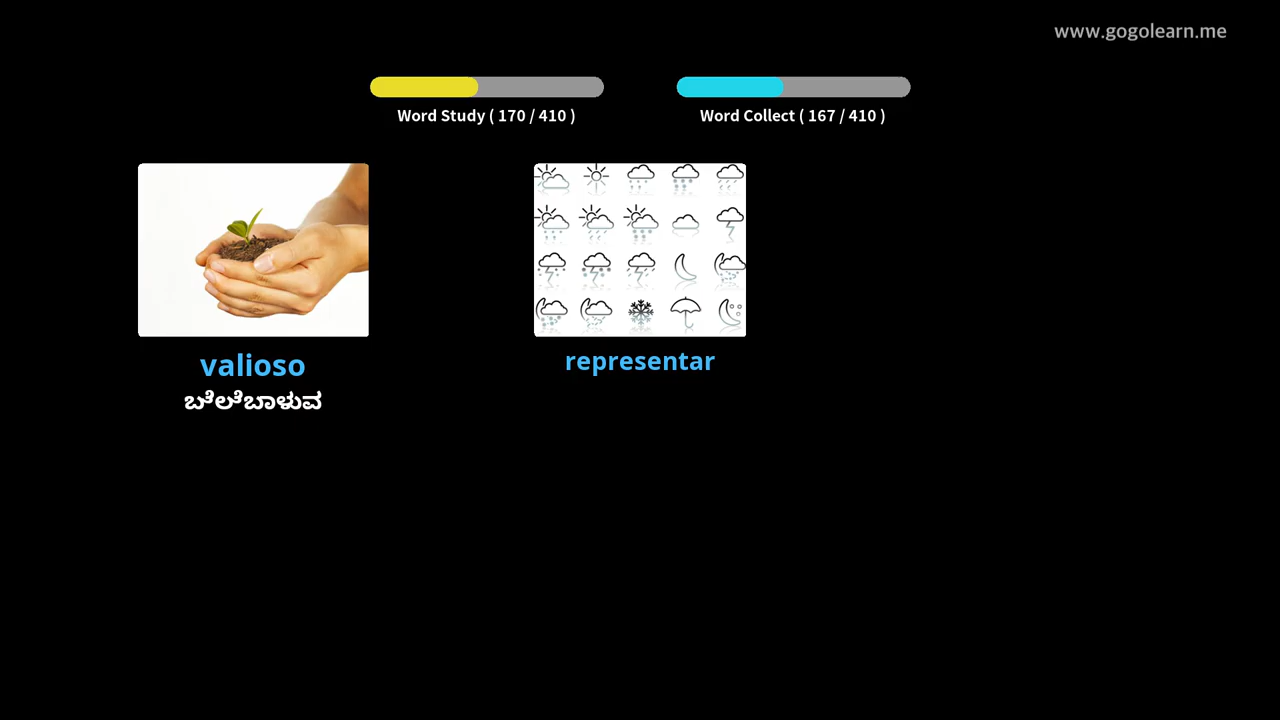 www.gogolearn.me
Word Study ( 170 / 410 )
Word Collect ( 167 / 410 )
valioso
ಬೆಲೆಬಾಳುವ
representar